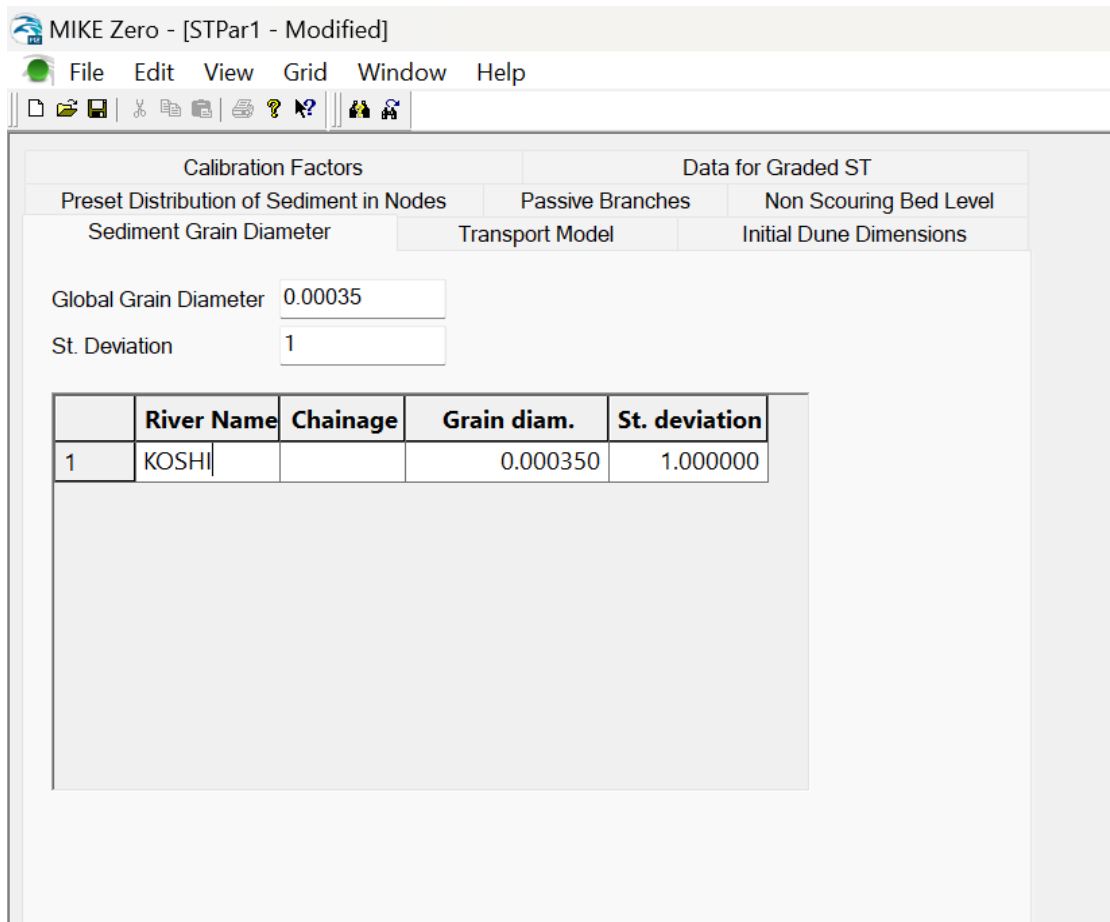 MIKE Zero - [STPar1 - Modified]
File Edit View Grid Window Help
Calibration Factors Data for Graded ST
Preset Distribution of Sediment in Nodes Passive Branches Non Scouring Bed Level
Sediment Grain Diameter Transport Model Initial Dune Dimensions
Global Grain Diameter 0.00035
St. Deviation 1
River Name Chainage Grain diam. St. deviation
1 KOSHI 0.000350 1.000000